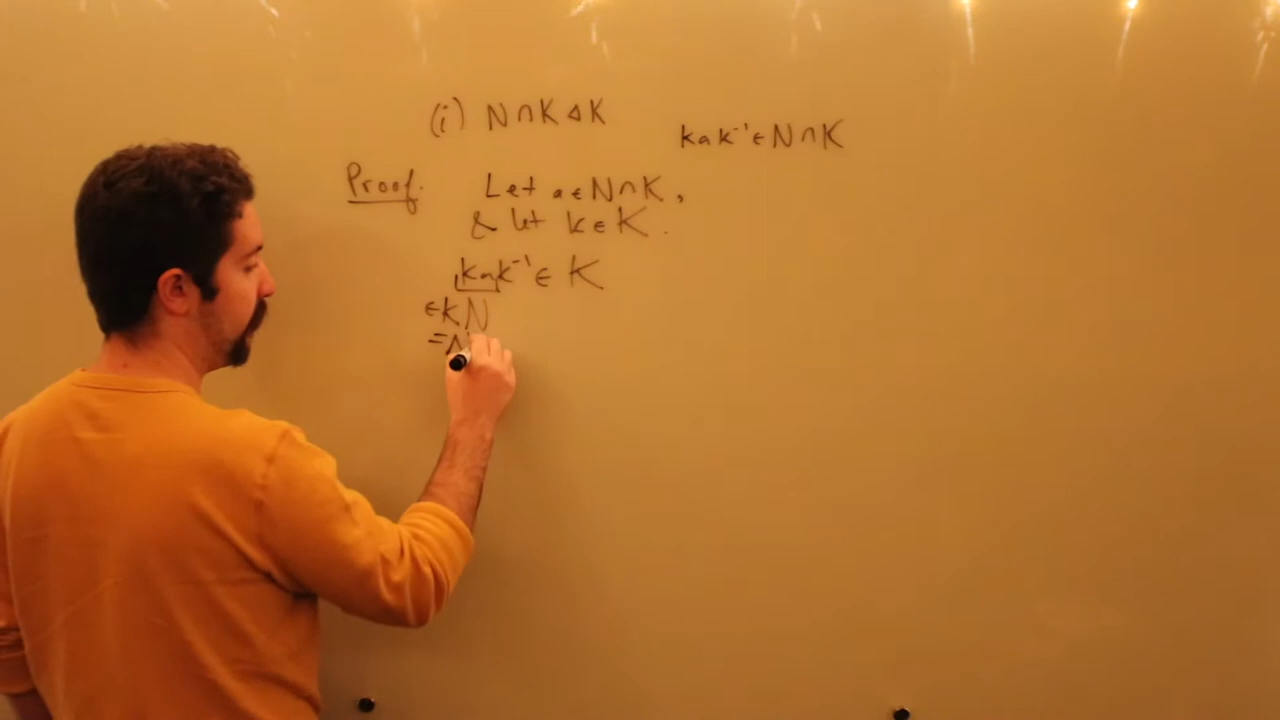 (i) N∩K ⊲ K
kak⁻¹ ∈ N∩K
Proof. Let a ∈ N∩K,
& let k ∈ K.
kak⁻¹ ∈ K
∈ kN
= N